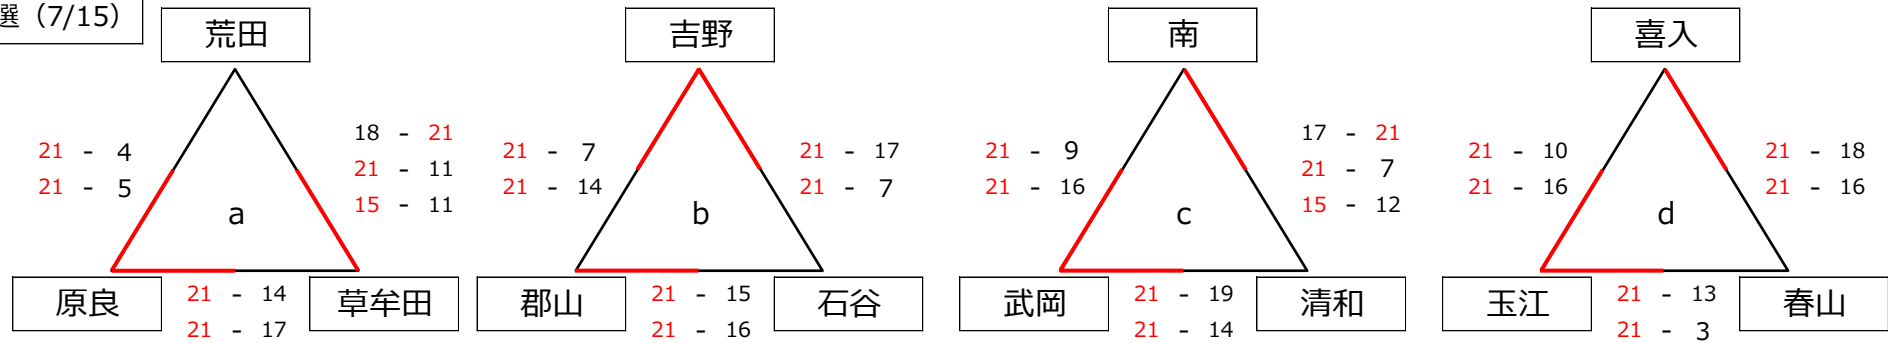 選（7/15）
荒田
21 - 4
21 - 5
18 - 21
21 - 11
15 - 11
a
原良
21 - 14
21 - 17
草牟田
吉野
21 - 7
21 - 14
21 - 17
21 - 7
b
郡山
21 - 15
21 - 16
石谷
南
21 - 9
21 - 16
17 - 21
21 - 7
15 - 12
c
武岡
21 - 19
21 - 14
清和
喜入
21 - 10
21 - 16
21 - 18
21 - 16
d
玉江
21 - 13
21 - 3
春山